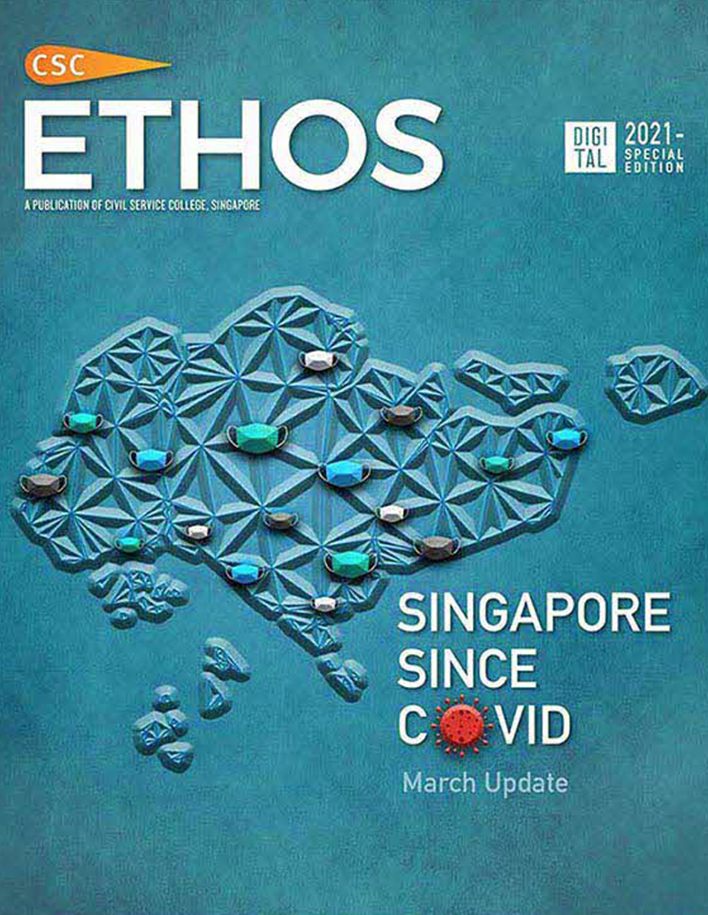 CSC
ETHOS
A PUBLICATION OF CIVIL SERVICE COLLEGE, SINGAPORE
DIGI
TAL
2021-
SPECIAL
EDITION
SINGAPORE
SINCE
COVID
March Update